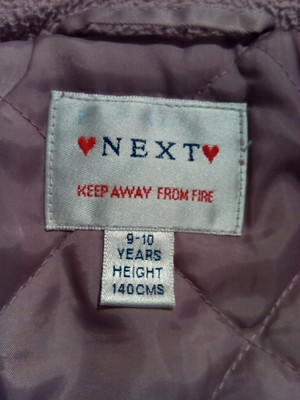 NEXT
KEEP AWAY FROM FIRE
9-10
YEARS
HEIGHT
140CMS